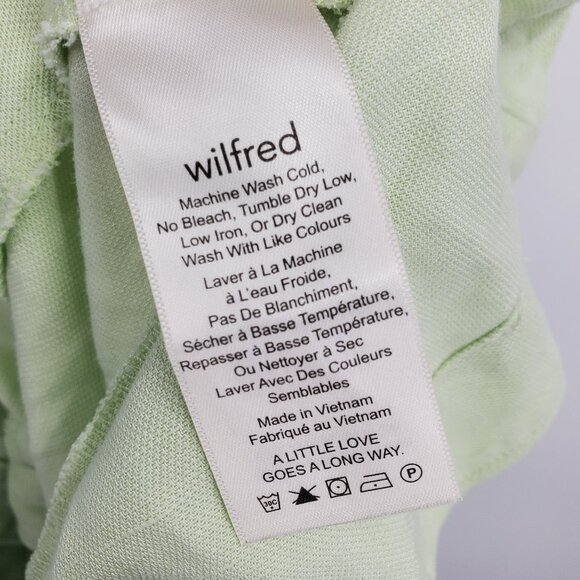 wilfred
Machine Wash Cold,
No Bleach, Tumble Dry Low,
Low Iron, Or Dry Clean
Wash With Like Colours
Laver à La Machine
à L'eau Froide,
Pas De Blanchiment,
Sécher à Basse Température,
Repasser à Basse Température,
Ou Nettoyer à Sec
Laver Avec Des Couleurs
Semblables
Made in Vietnam
Fabriqué au Vietnam
A LITTLE LOVE
GOES A LONG WAY.
30C P